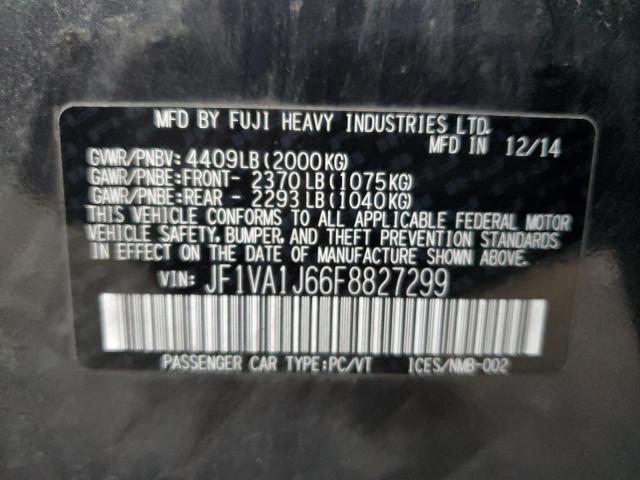 MFD BY FUJI HEAVY INDUSTRIES LTD.
MFD IN 12/14
GVWR/PNBV: 4409LB(2000KG)
GAWR/PNBE:FRONT- 2370 LB(1075KG)
GAWR/PNBE:REAR - 2293 LB(1040KG)
THIS VEHICLE CONFORMS TO ALL APPLICABLE FEDERAL MOTOR
VEHICLE SAFETY, BUMPER, AND THEFT PREVENTION STANDARDS
IN EFFECT ON THE DATE OF MANUFACTURE SHOWN ABOVE.
VIN: JF1VA1J66F8827299
PASSENGER CAR TYPE:PC/VT 1CES/NMB-002